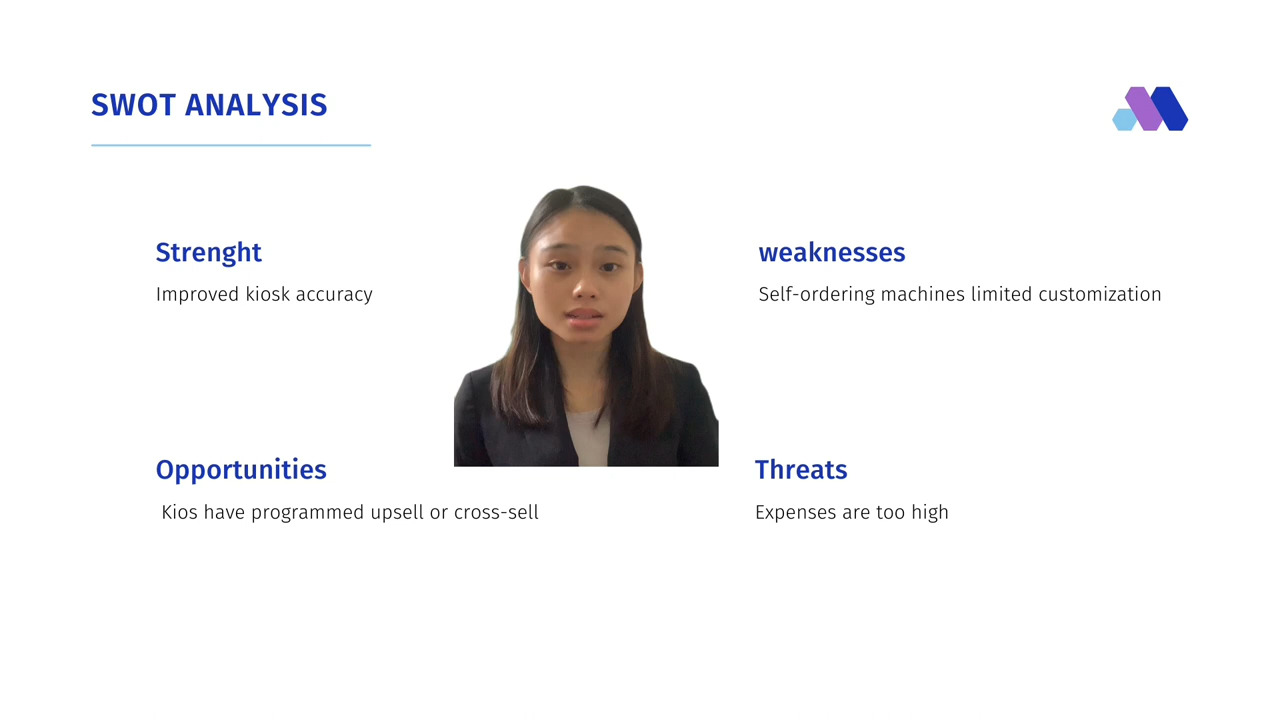 SWOT ANALYSIS
Strenght
Improved kiosk accuracy
weaknesses
Self-ordering machines limited customization
Opportunities
Kios have programmed upsell or cross-sell
Threats
Expenses are too high